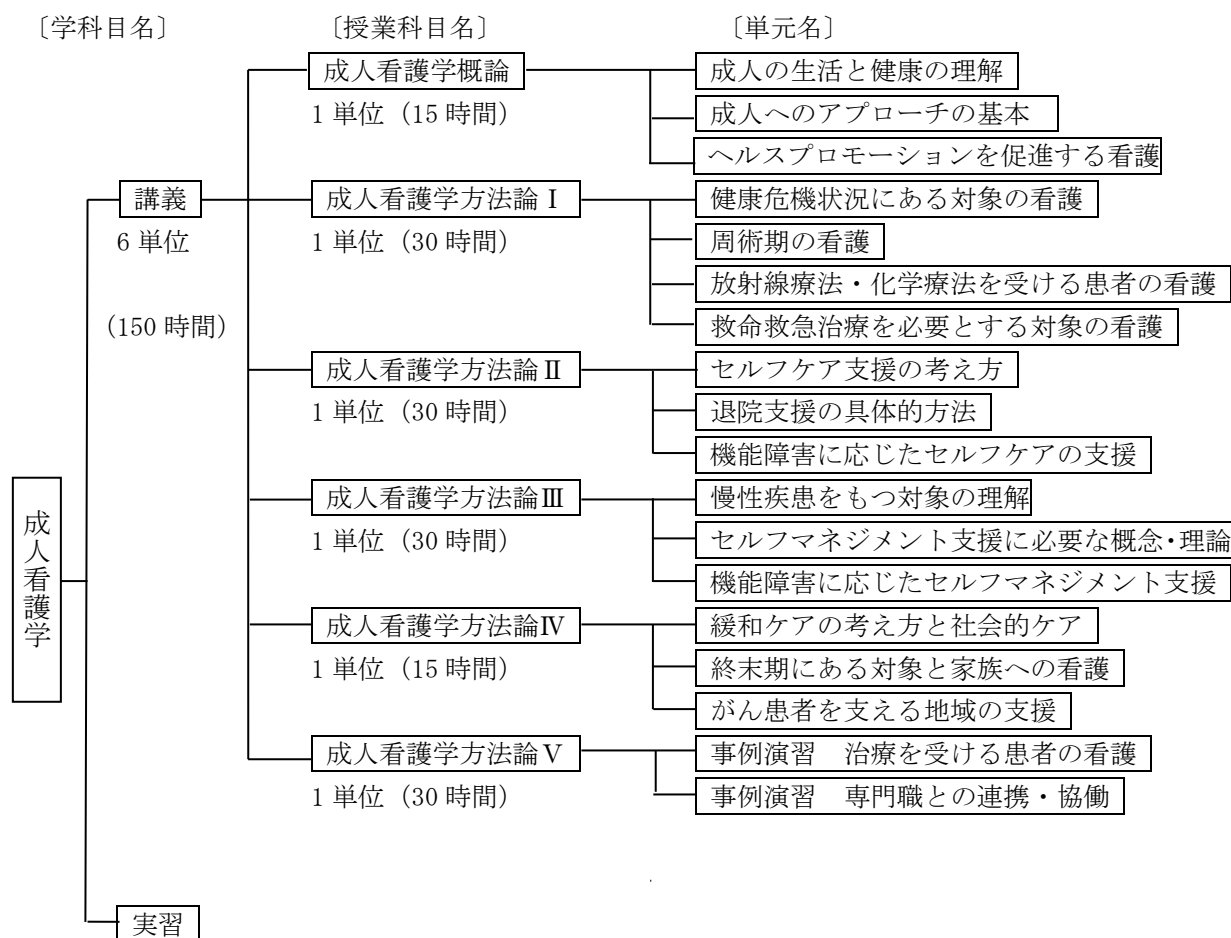 〔学科目名〕 〔授業科目名〕 〔単元名〕
成人看護学概論 成人の生活と健康の理解
1 単位（15 時間） 成人へのアプローチの基本
ヘルスプロモーションを促進する看護
講義 成人看護学方法論Ⅰ 健康危機状況にある対象の看護
6 単位 1 単位（30 時間） 周術期の看護
放射線療法・化学療法を受ける患者の看護
（150 時間） 救命救急治療を必要とする対象の看護
成人看護学方法論Ⅱ セルフケア支援の考え方
1 単位（30 時間） 退院支援の具体的方法
機能障害に応じたセルフケアの支援
成人看護学方法論Ⅲ 慢性疾患をもつ対象の理解
1 単位（30 時間） セルフマネジメント支援に必要な概念・理論
機能障害に応じたセルフマネジメント支援
成人看護学
成人看護学方法論Ⅳ 緩和ケアの考え方と社会的ケア
1 単位（15 時間） 終末期にある対象と家族への看護
がん患者を支える地域の支援
成人看護学方法論Ⅴ 事例演習　治療を受ける患者の看護
1 単位（30 時間） 事例演習　専門職との連携・協働
実習